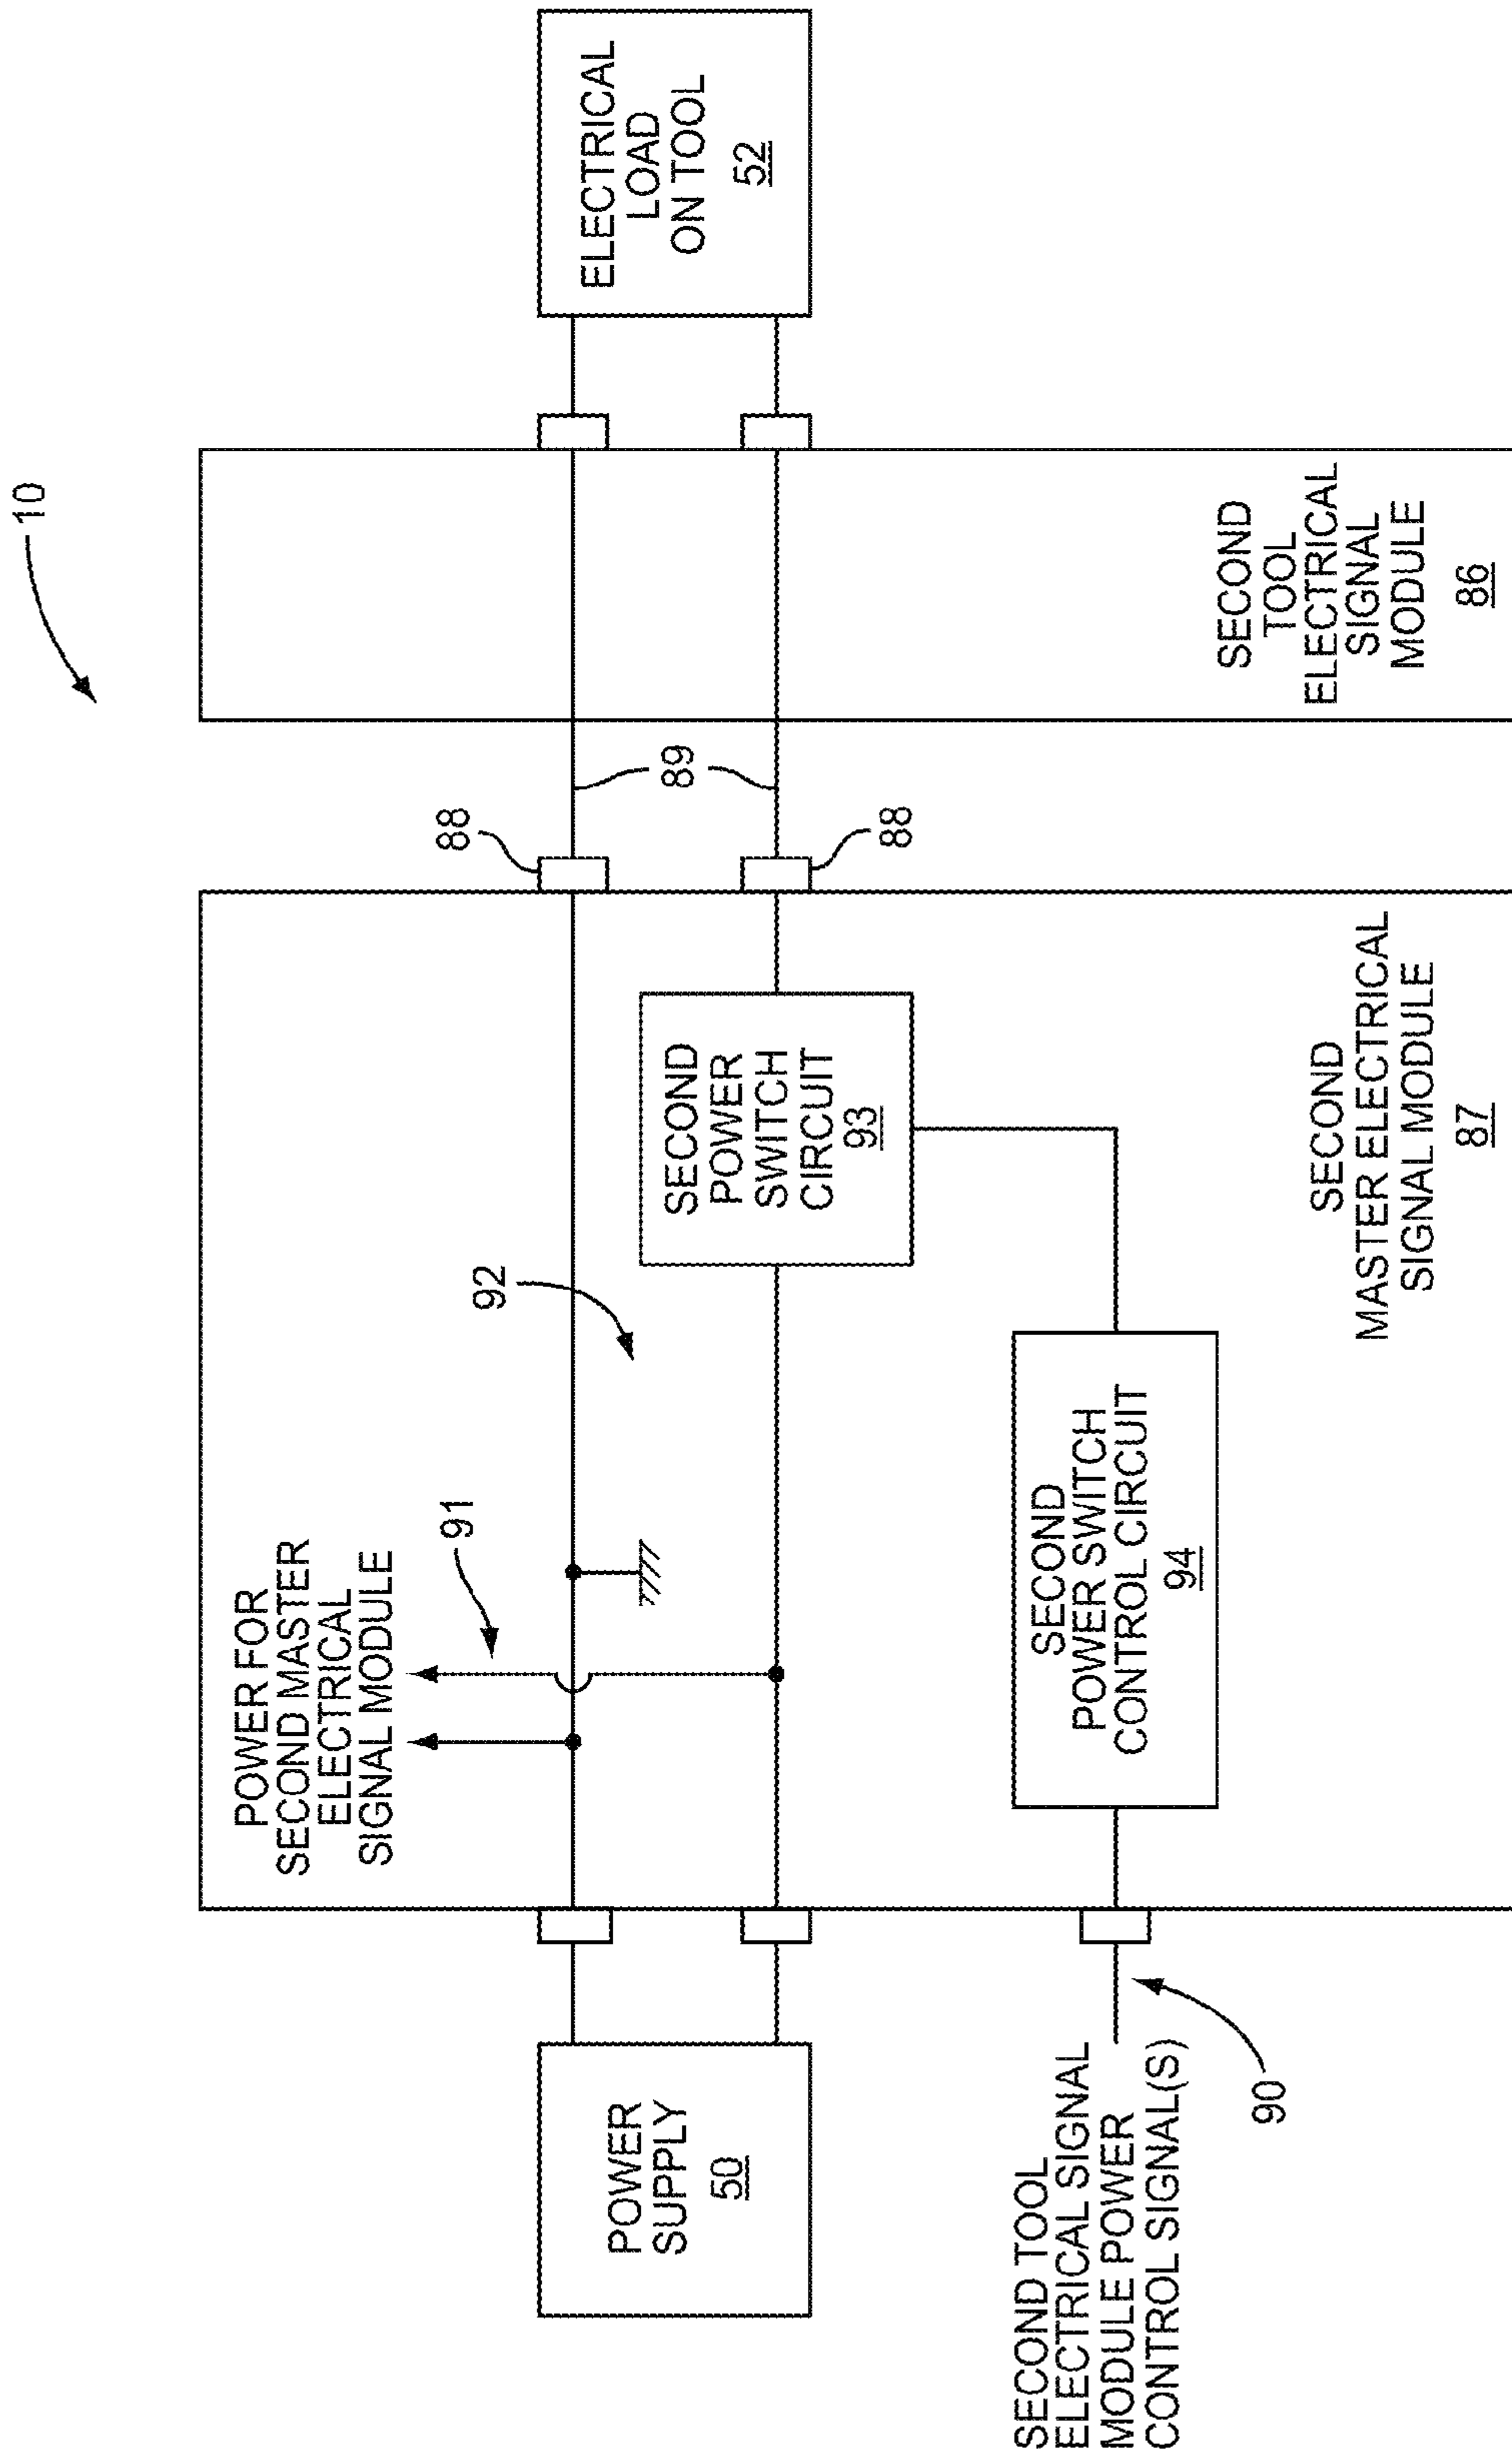 10
POWER FOR
SECOND MASTER
ELECTRICAL
SIGNAL MODULE
91
92
88
89
88
POWER
SUPPLY
50
SECOND
POWER
SWITCH
CIRCUIT
93
ELECTRICAL
LOAD
ON TOOL
52
SECOND TOOL
ELECTRICAL SIGNAL
MODULE POWER
CONTROL SIGNAL(S)
90
SECOND
POWER SWITCH
CONTROL CIRCUIT
94
SECOND
MASTER ELECTRICAL
SIGNAL MODULE
87
SECOND
TOOL
ELECTRICAL
SIGNAL
MODULE
86